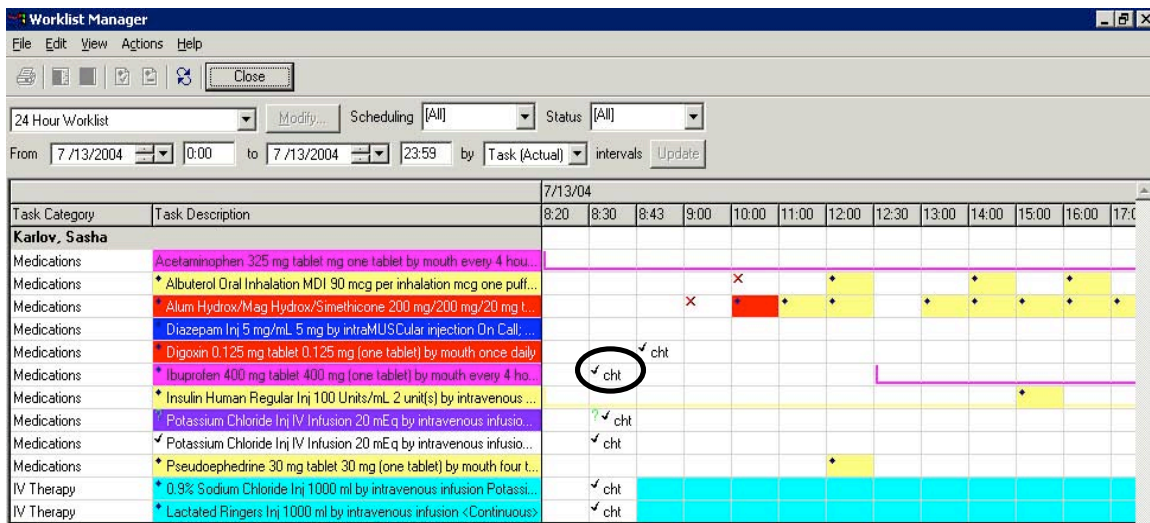 Worklist Manager
File Edit View Actions Help
Close
24 Hour Worklist Modify... Scheduling [All] Status [All]
From 7/13/2004 0:00 to 7/13/2004 23:59 by Task (Actual) intervals Update
7/13/04
Task Category Task Description 8:20 8:30 8:43 9:00 10:00 11:00 12:00 12:30 13:00 14:00 15:00 16:00 17:0
Karlov, Sasha
Medications Acetaminophen 325 mg tablet mg one tablet by mouth every 4 hou...
Medications Albuterol Oral Inhalation MDI 90 mcg per inhalation mcg one puff...
Medications Alum Hydrox/Mag Hydrox/Simethicone 200 mg/200 mg/20 mg t...
Medications Diazepam Inj 5 mg/mL 5 mg by intraMUSCular injection On Call; ...
Medications Digoxin 0.125 mg tablet 0.125 mg (one tablet) by mouth once daily cht
Medications Ibuprofen 400 mg tablet 400 mg (one tablet) by mouth every 4 ho... cht
Medications Insulin Human Regular Inj 100 Units/mL 2 unit(s) by intravenous ...
Medications ? Potassium Chloride Inj IV Infusion 20 mEq by intravenous infusio... ? cht
Medications Potassium Chloride Inj IV Infusion 20 mEq by intravenous infusio... cht
Medications Pseudoephedrine 30 mg tablet 30 mg (one tablet) by mouth four t...
IV Therapy 0.9% Sodium Chloride Inj 1000 ml by intravenous infusion Potassi... cht
IV Therapy Lactated Ringers Inj 1000 ml by intravenous infusion <Continuous> cht